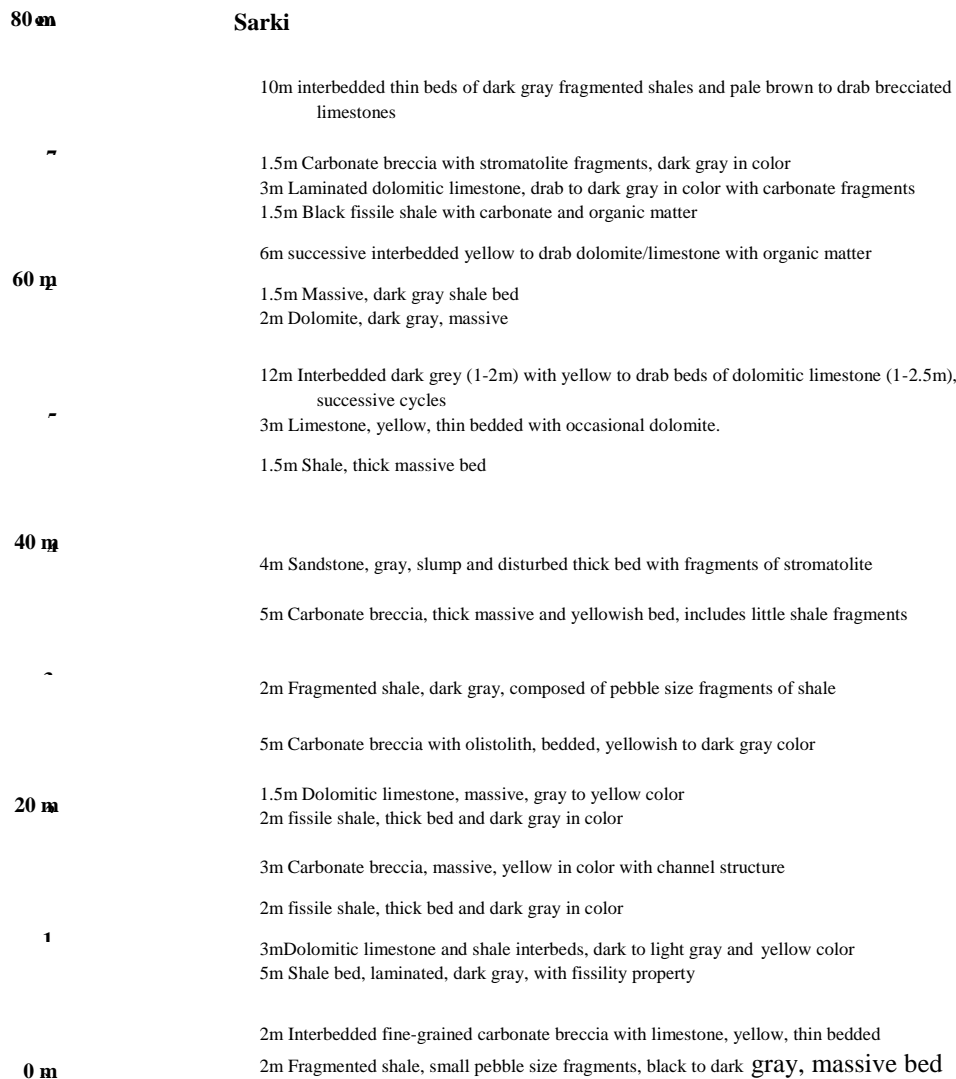 80 m Sarki
10m interbedded thin beds of dark gray fragmented shales and pale brown to drab brecciated
limestones
1.5m Carbonate breccia with stromatolite fragments, dark gray in color
3m Laminated dolomitic limestone, drab to dark gray in color with carbonate fragments
1.5m Black fissile shale with carbonate and organic matter
6m successive interbedded yellow to drab dolomite/limestone with organic matter
60 m
1.5m Massive, dark gray shale bed
2m Dolomite, dark gray, massive
12m Interbedded dark grey (1-2m) with yellow to drab beds of dolomitic limestone (1-2.5m),
successive cycles
3m Limestone, yellow, thin bedded with occasional dolomite.
1.5m Shale, thick massive bed
40 m
4m Sandstone, gray, slump and disturbed thick bed with fragments of stromatolite
5m Carbonate breccia, thick massive and yellowish bed, includes little shale fragments
2m Fragmented shale, dark gray, composed of pebble size fragments of shale
5m Carbonate breccia with olistolith, bedded, yellowish to dark gray color
1.5m Dolomitic limestone, massive, gray to yellow color
20 m
2m fissile shale, thick bed and dark gray in color
3m Carbonate breccia, massive, yellow in color with channel structure
2m fissile shale, thick bed and dark gray in color
3mDolomitic limestone and shale interbeds, dark to light gray and yellow color
5m Shale bed, laminated, dark gray, with fissility property
2m Interbedded fine-grained carbonate breccia with limestone, yellow, thin bedded
0 m 2m Fragmented shale, small pebble size fragments, black to dark gray, massive bed